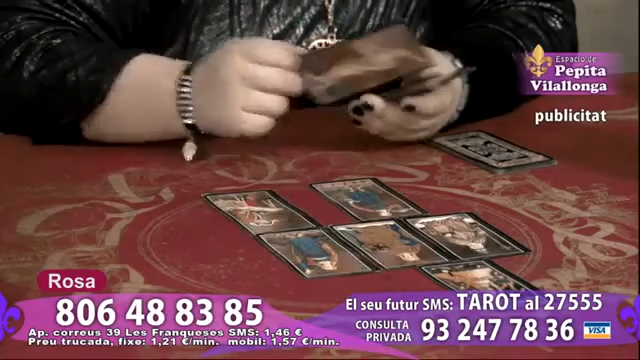 Espacio de
Pepita
Vilallonga
publicitat
Rosa
806 48 83 85
Ap. correus 39 Les Franqueses SMS: 1,46 €
Preu trucada, fixe: 1,21 €/min. mobil: 1,57 €/min.
El seu futur SMS: TAROT al 27555
CONSULTA
PRIVADA
93 247 78 36
VISA